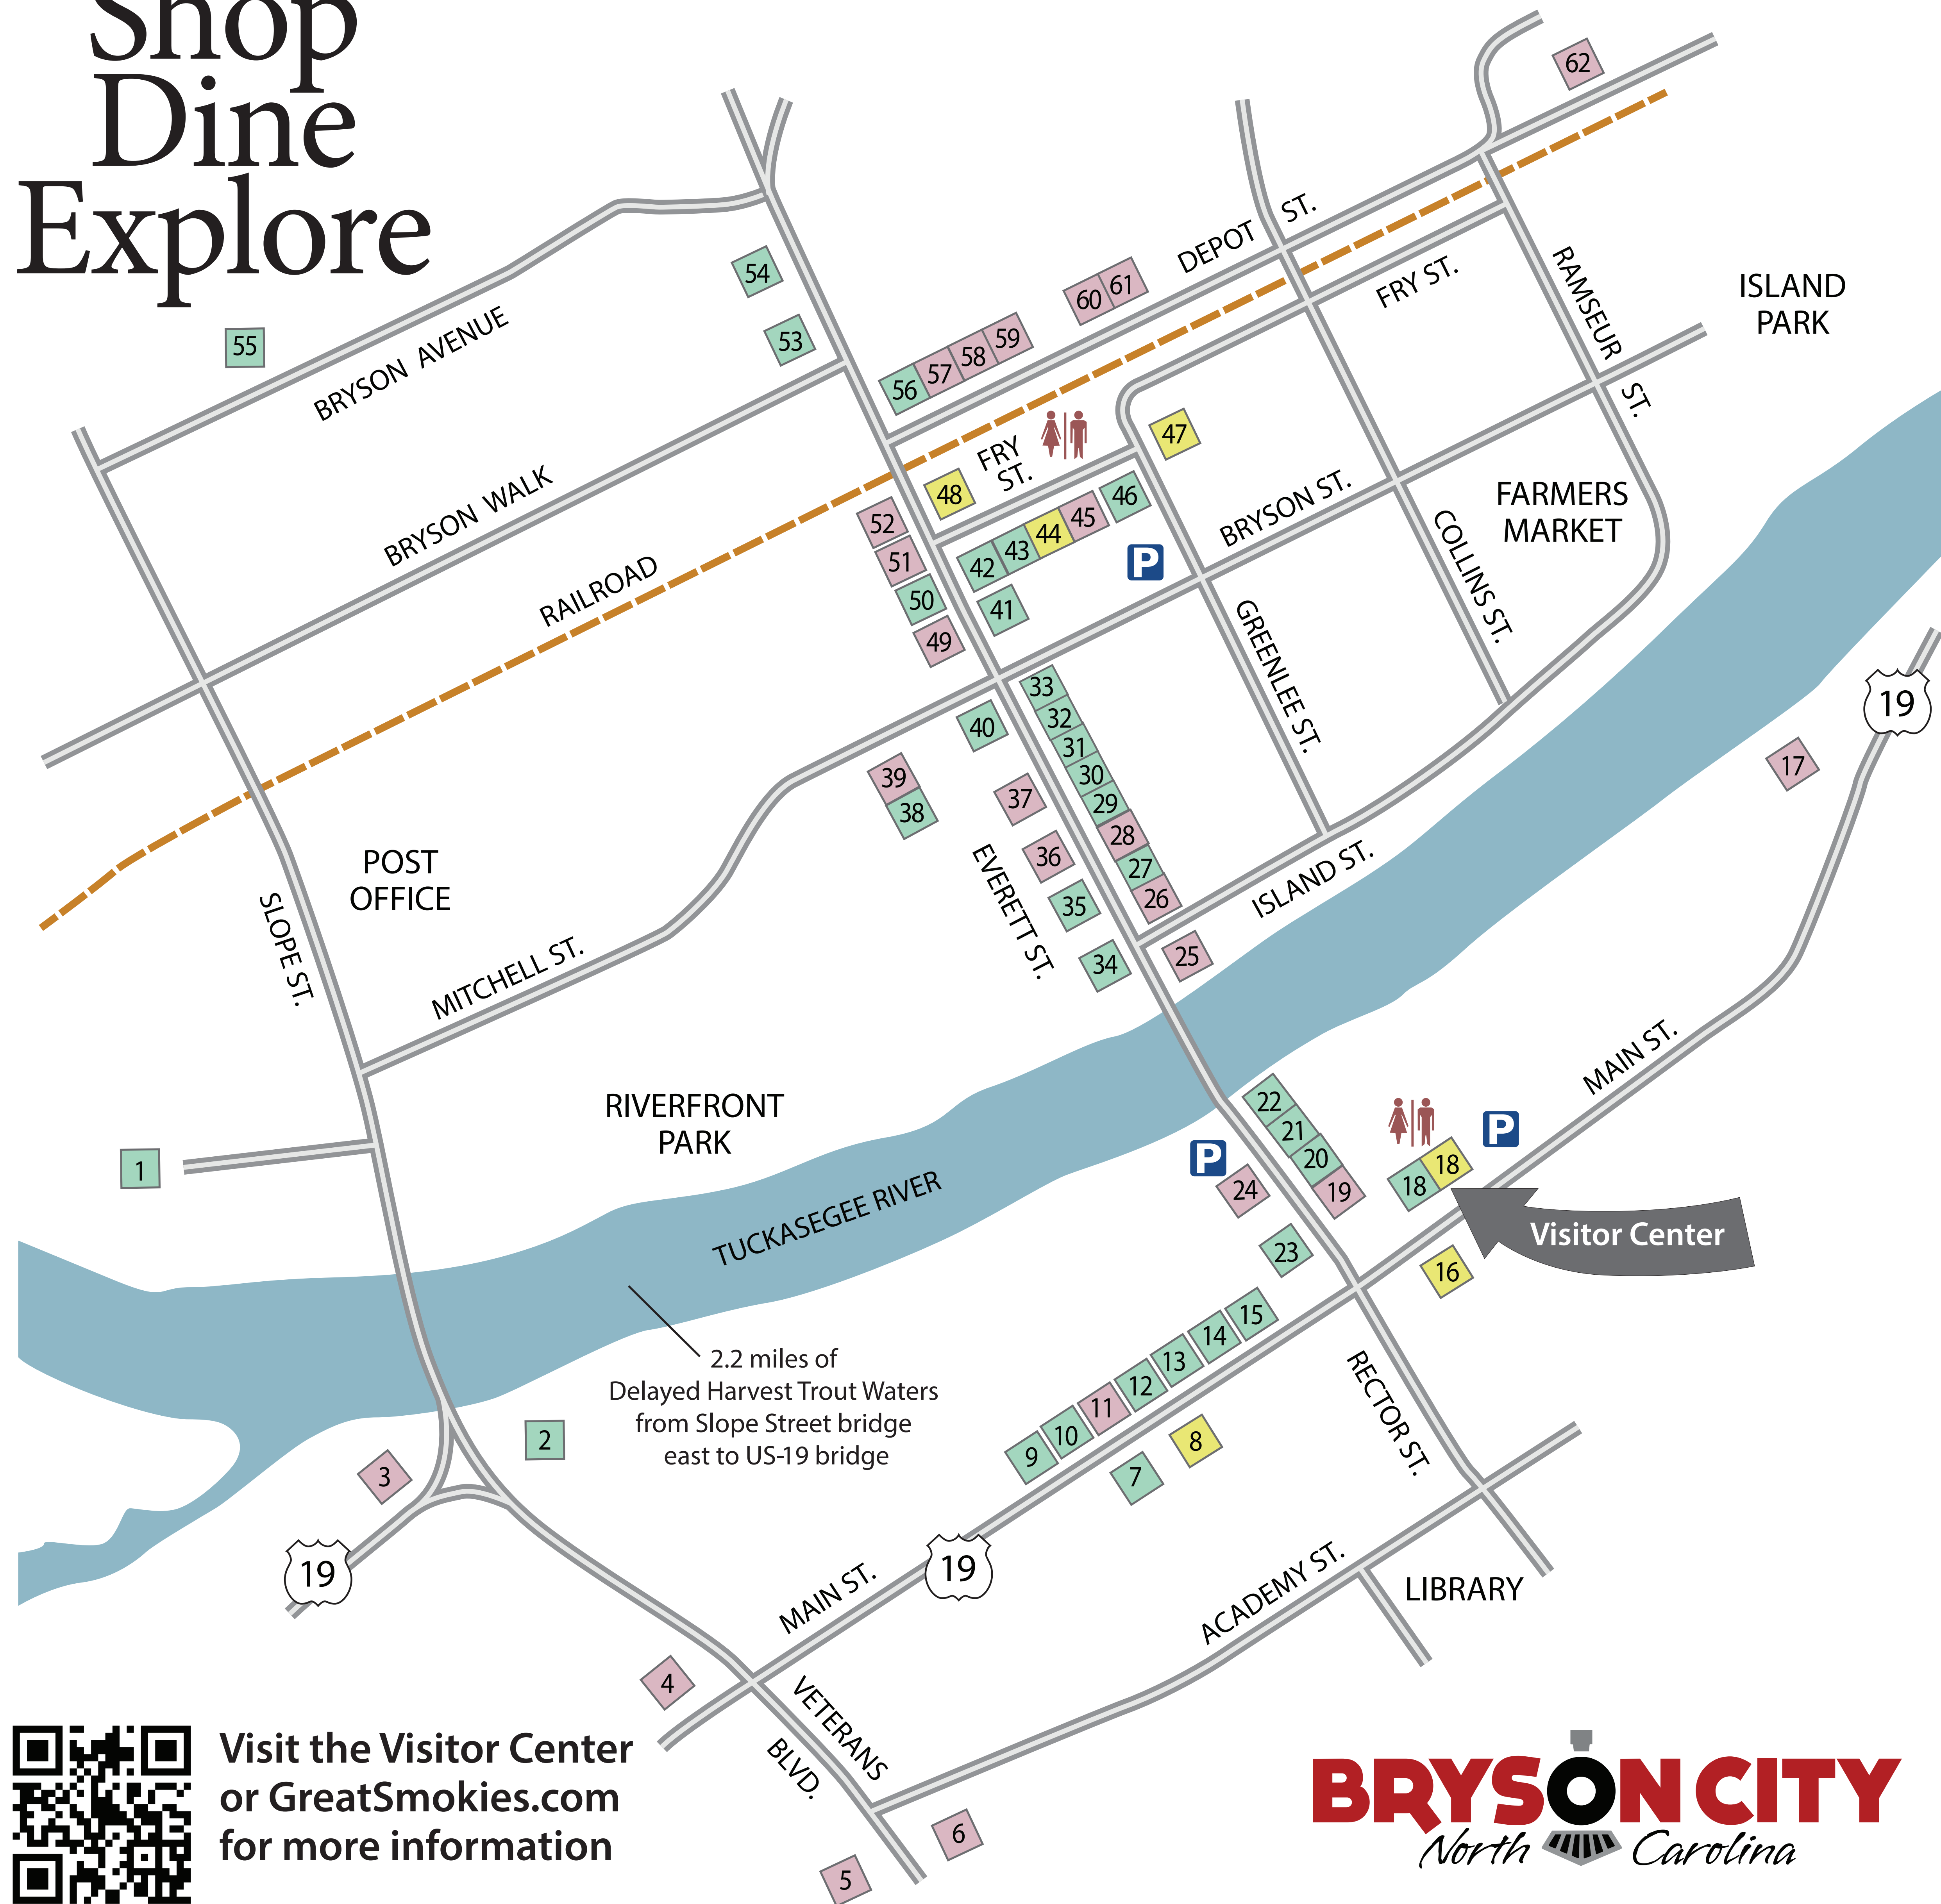 Shop
Dine
Explore
62
DEPOT ST.
54
53
55
BRYSON AVENUE
60 61
56 57 58 59
FRY ST.
RAMSEUR ST.
ISLAND
PARK
BRYSON WALK
RAILROAD
FRY
ST.
47
48
52
51
50
49
42 43 44 45 46
41
P
BRYSON ST.
FARMERS
MARKET
COLLINS ST.
GREENLEE ST.
19
17
40
39
38
37
36
35
34
33
32
31
30
29
28
27
26
25
EVERETT ST.
ISLAND ST.
POST
OFFICE
SLOPE ST.
MITCHELL ST.
RIVERFRONT
PARK
MAIN ST.
1
22
21
20
19
P
24
23
P
18 18
Visitor Center
16
TUCKASEGEE RIVER
2.2 miles of
Delayed Harvest Trout Waters
from Slope Street bridge
east to US-19 bridge
9 10 11 12 13 14 15
7
8
RECTOR ST.
2
3
19
MAIN ST.
19
ACADEMY ST.
LIBRARY
4
VETERANS
BLVD.
6
5
Visit the Visitor Center
or GreatSmokies.com
for more information
BRYSON CITY
North Carolina